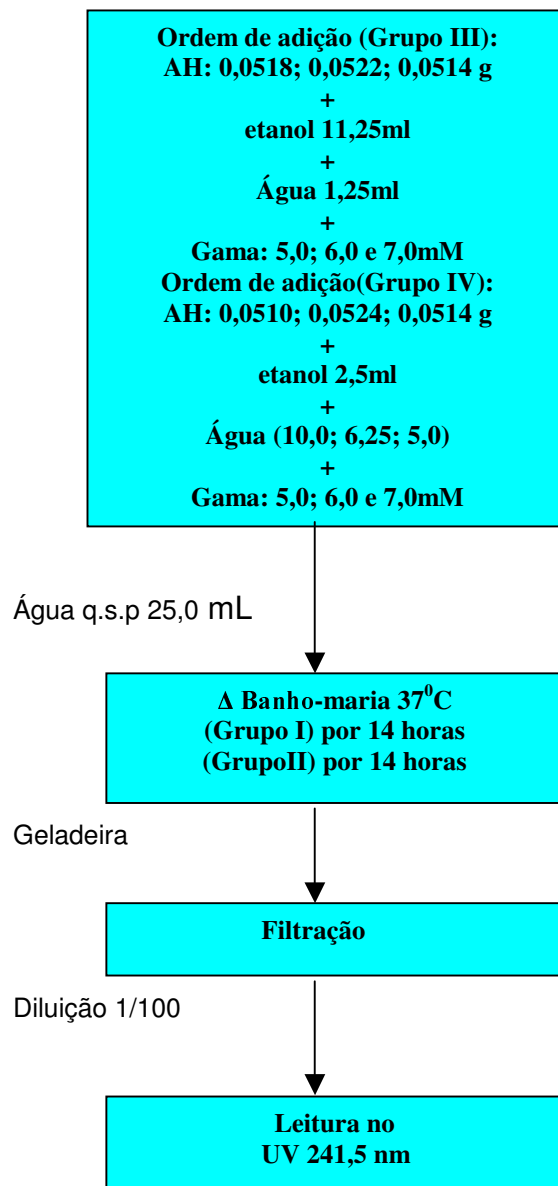 Ordem de adição (Grupo III):
AH: 0,0518; 0,0522; 0,0514 g
+
etanol 11,25ml
+
Água 1,25ml
+
Gama: 5,0; 6,0 e 7,0mM
Ordem de adição(Grupo IV):
AH: 0,0510; 0,0524; 0,0514 g
+
etanol 2,5ml
+
Água (10,0; 6,25; 5,0)
+
Gama: 5,0; 6,0 e 7,0mM
Água q.s.p 25,0 mL
Δ Banho-maria 37⁰C
(Grupo I) por 14 horas
(GrupoII) por 14 horas
Geladeira
Filtração
Diluição 1/100
Leitura no
UV 241,5 nm